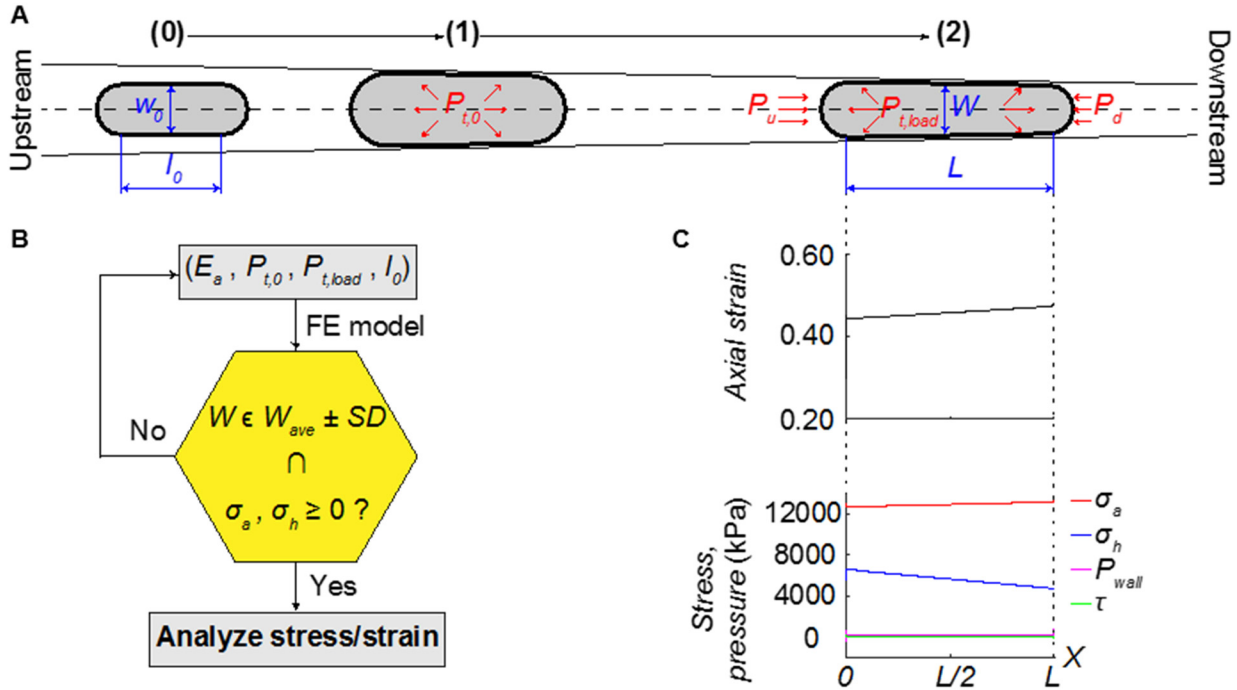 A
(0)
(1)
(2)
Upstream
Downstream
w0
l0
Pt,0
Pu
Pt,load
W
Pd
L
B
(Ea , Pt,0 , Pt,load , l0)
FE model
W ϵ Wave ± SD
∩
σa , σh ≥ 0 ?
No
Yes
Analyze stress/strain
C
Axial strain
0.60
0.40
0.20
Stress,
pressure (kPa)
12000
8000
4000
0
σa
σh
Pwall
τ
0
L/2
L
X